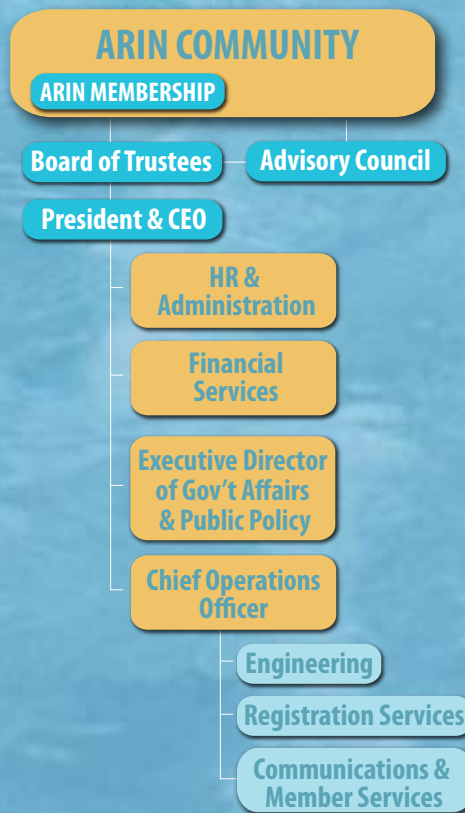 ARIN COMMUNITY
ARIN MEMBERSHIP
Board of Trustees
Advisory Council
President & CEO
HR &
Administration
Financial
Services
Executive Director
of Gov't Affairs
& Public Policy
Chief Operations
Officer
Engineering
Registration Services
Communications &
Member Services